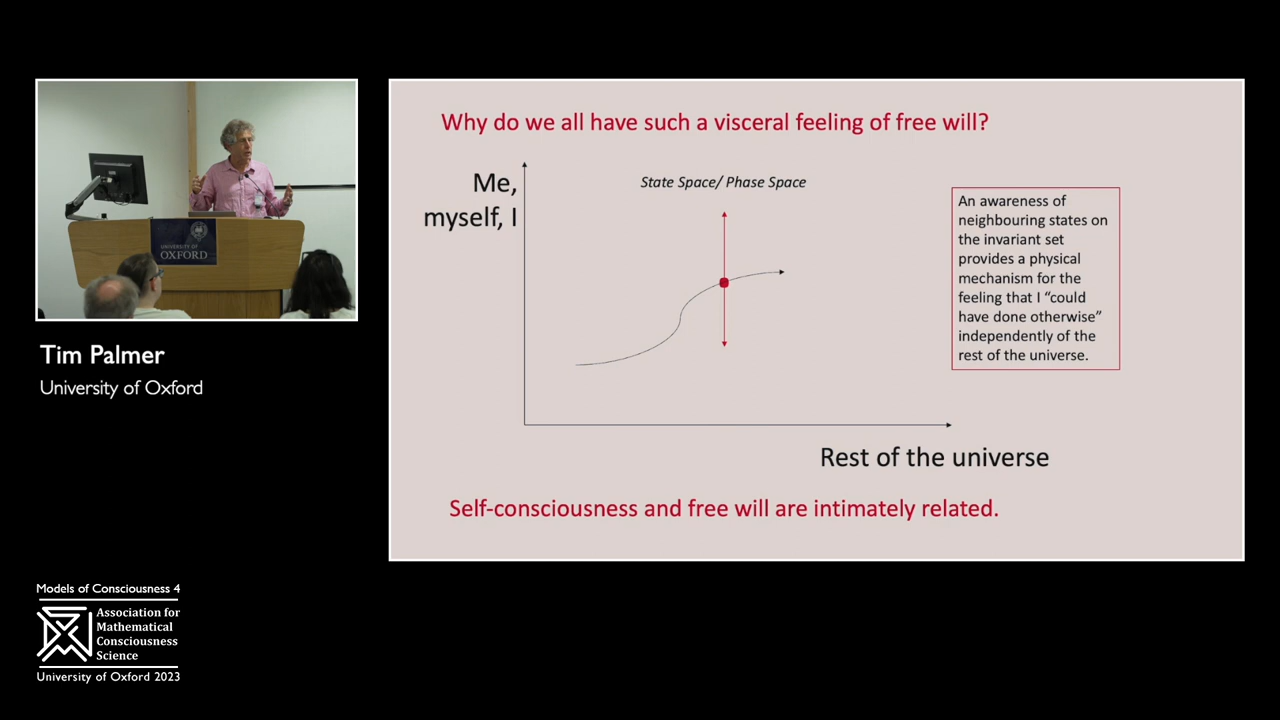 Why do we all have such a visceral feeling of free will?
Me,
myself, I
State Space/ Phase Space
An awareness of
neighbouring states on
the invariant set
provides a physical
mechanism for the
feeling that I “could
have done otherwise”
independently of the
rest of the universe.
Rest of the universe
Self-consciousness and free will are intimately related.
UNIVERSITY OF
OXFORD
Tim Palmer
University of Oxford
Models of Consciousness 4
Association for
Mathematical
Consciousness
Science
University of Oxford 2023